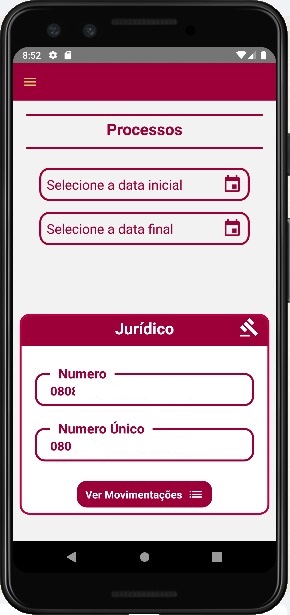 8:52
Processos
Selecione a data inicial
Selecione a data final
Jurídico
Numero
0808
Numero Único
080
Ver Movimentações